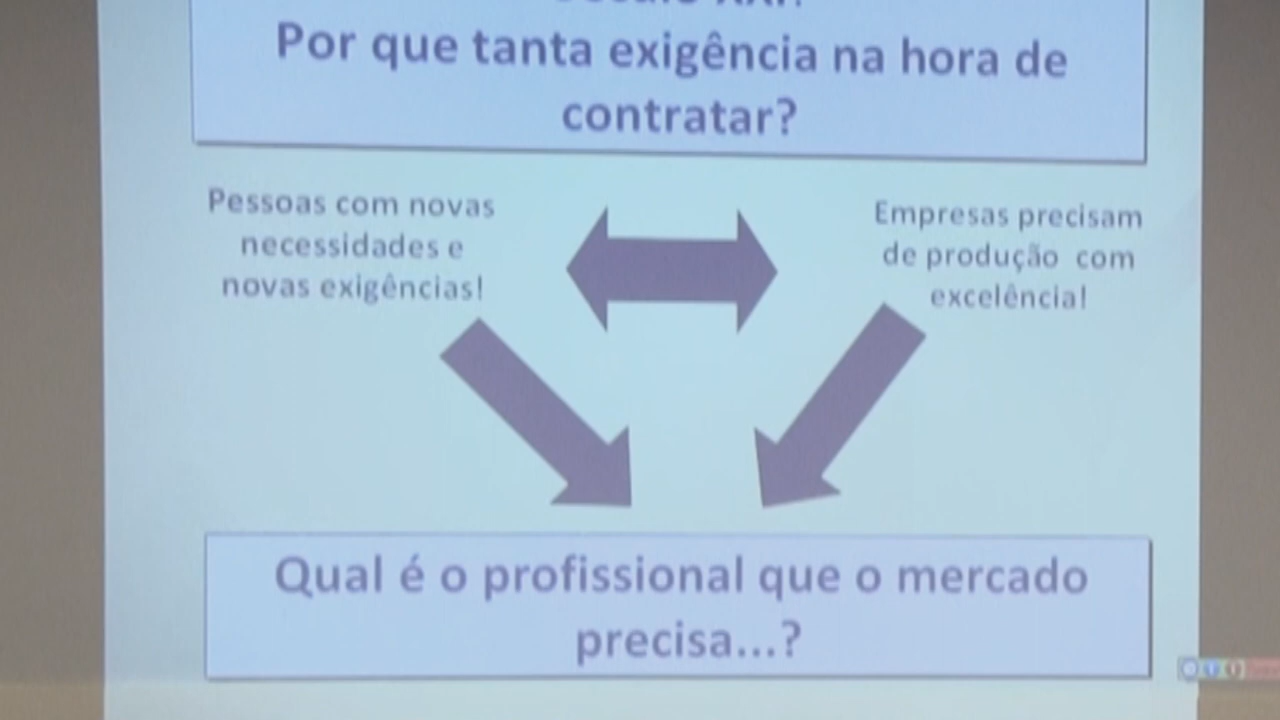 Por que tanta exigência na hora de
contratar?
Pessoas com novas
necessidades e
novas exigências!
Empresas precisam
de produção com
excelência!
Qual é o profissional que o mercado
precisa...?